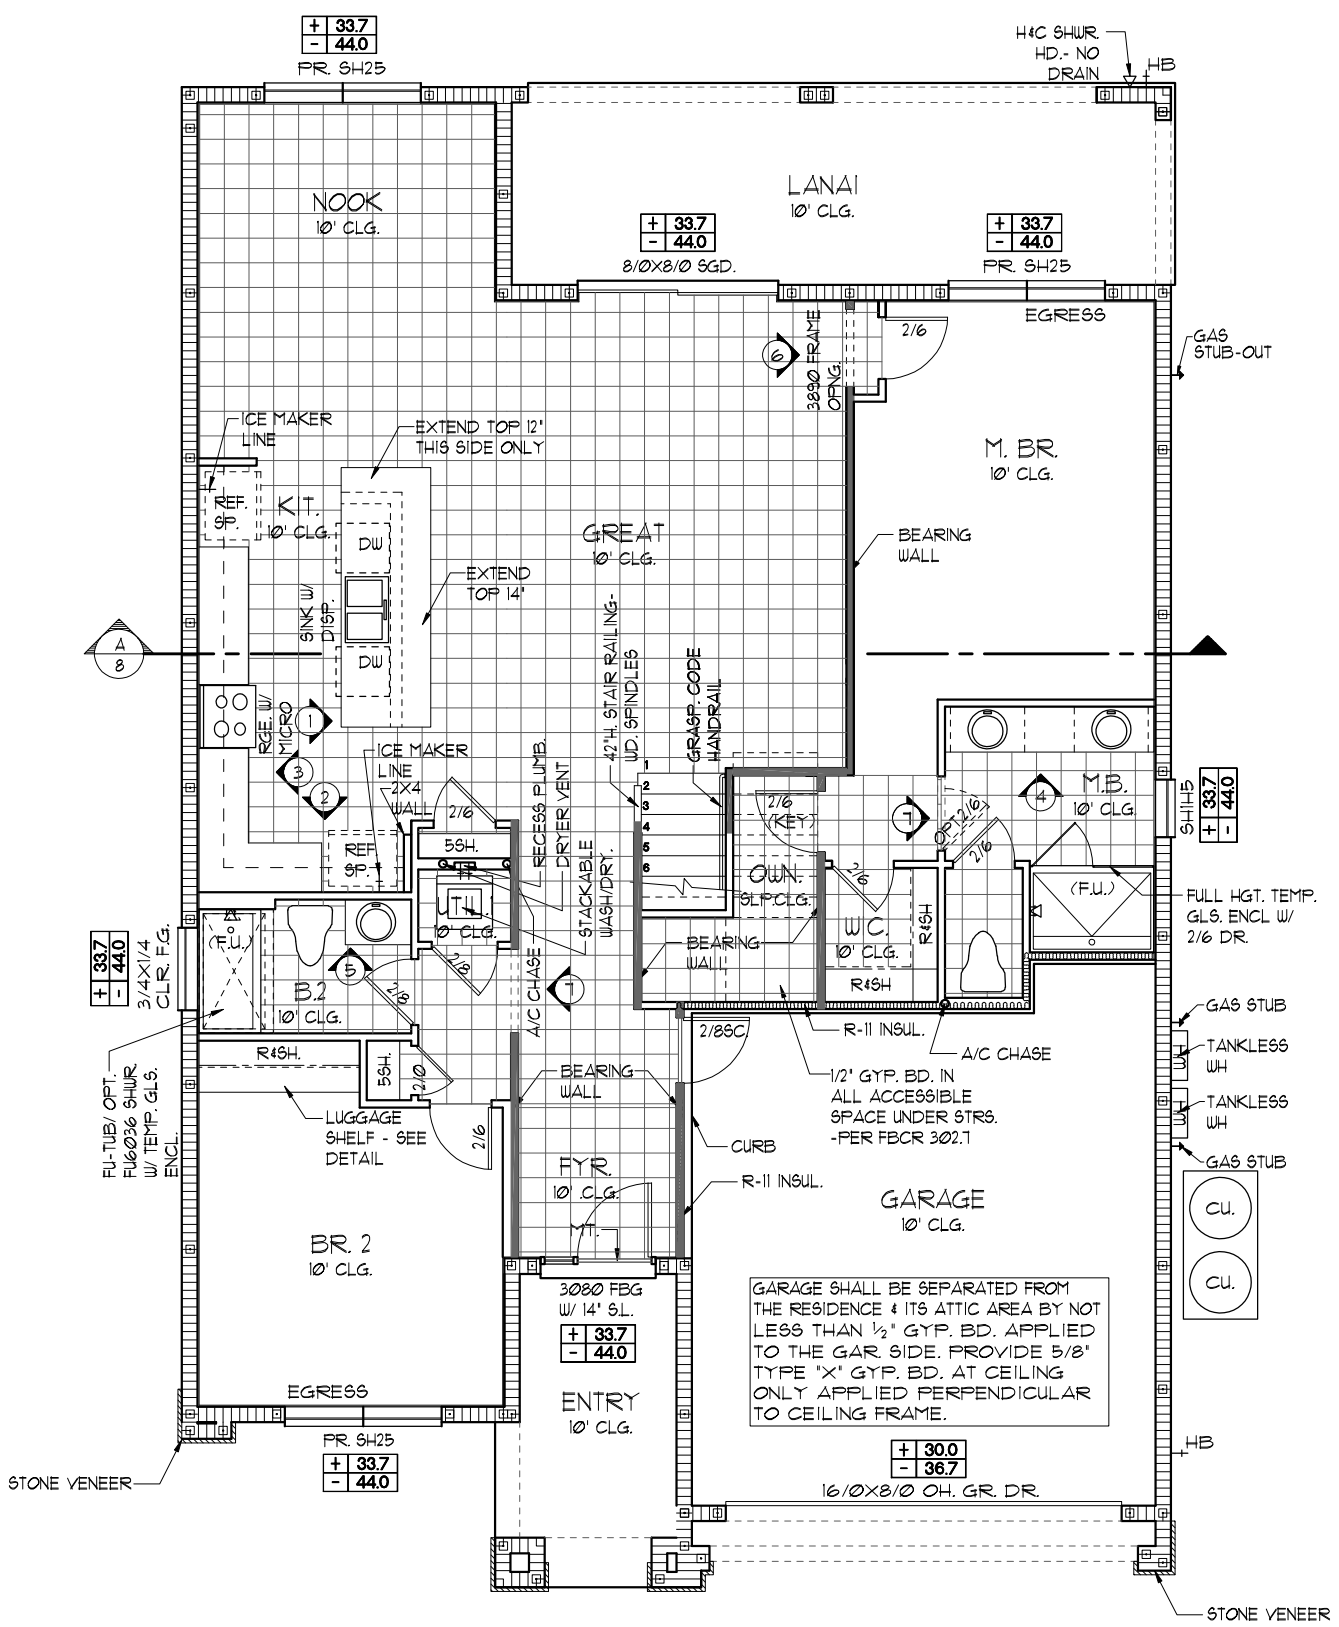 + 33.7
- 44.0
PR. SH25
H&C SHWR.
HD.- NO
DRAIN
HB
NOOK
10' CLG.
LANAI
10' CLG.
+ 33.7
- 44.0
8/0X8/0 SGD.
+ 33.7
- 44.0
PR. SH25
EGRESS
2/6
3890 FRAME
OPNG.
6
GAS
STUB-OUT
ICE MAKER
LINE
EXTEND TOP 12"
THIS SIDE ONLY
M. BR.
10' CLG.
REF.
SP.
KIT.
10' CLG.
DW
GREAT
10' CLG.
BEARING
WALL
EXTEND
TOP 14"
SINK W/
DISP.
DW
A
8
RGE. W/
MICRO
1
3
2
ICE MAKER
LINE
2X4
WALL
42"H. STAIR RAILING-
WD. SPINDLES
GRASP. CODE
HANDRAIL
1
2
3
4
5
6
2/6
5SH.
REF
SP.
RECESS PLUMB.
DRYER VENT
STACKABLE
WASH/DRY.
2/6
(KEY)
7
OPT. 2/6
2/6
4
M.B.
10' CLG.
SH1H5
+ 33.7
- 44.0
OWN.
SLP.CLG.
2/6
W.C.
10' CLG.
R&SH
R&SH
(F.U.)
FULL HGT. TEMP.
GLS. ENCL W/
2/6 DR.
UTIL.
10' CLG.
BEARING
WALL
+ 33.7
- 44.0
3/4X1/4
CLR. F.G.
(F.U.)
5
B.2
10' CLG.
2/8
2/8
A/C CHASE
7
R&SH.
5SH.
2/0
LUGGAGE
SHELF - SEE
DETAIL
FU-TUB/ OPT.
FU6036 SHWR.
W/ TEMP. GLS.
ENCL.
2/6
BEARING
WALL
2/8SC.
R-11 INSUL.
A/C CHASE
1/2" GYP. BD. IN
ALL ACCESSIBLE
SPACE UNDER STRS.
-PER FBCR 302.7
CURB
R-11 INSUL.
GAS STUB
TANKLESS
WH
WH
TANKLESS
WH
WH
GAS STUB
CU.
CU.
FYR.
10' CLG.
MT.
GARAGE
10' CLG.
BR. 2
10' CLG.
3080 FBG
W/ 14" S.L.
+ 33.7
- 44.0
GARAGE SHALL BE SEPARATED FROM
THE RESIDENCE & ITS ATTIC AREA BY NOT
LESS THAN ½" GYP. BD. APPLIED
TO THE GAR. SIDE. PROVIDE 5/8"
TYPE "X" GYP. BD. AT CEILING
ONLY APPLIED PERPENDICULAR
TO CEILING FRAME.
ENTRY
10' CLG.
EGRESS
PR. SH25
+ 33.7
- 44.0
STONE VENEER
+ 30.0
- 36.7
16/0X8/0 OH. GR. DR.
HB
STONE VENEER